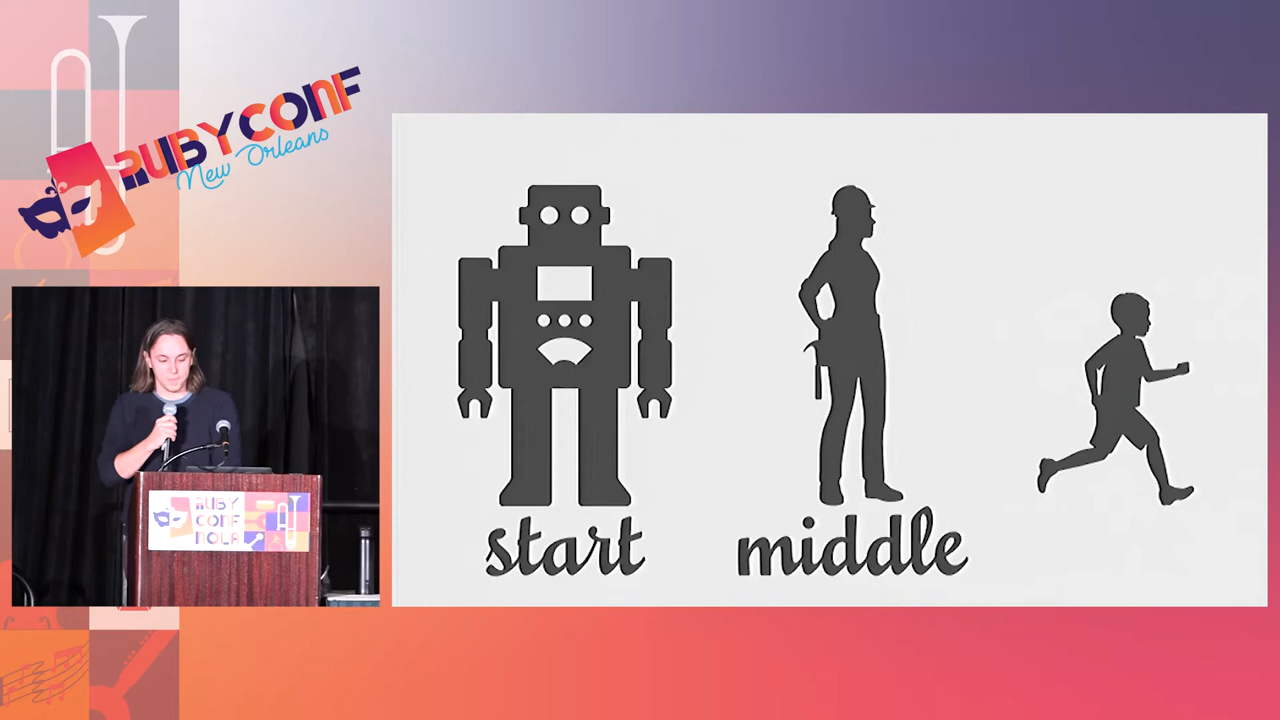 RUBYCONF
New Orleans
RUBY
CONF
NOLA
start
middle